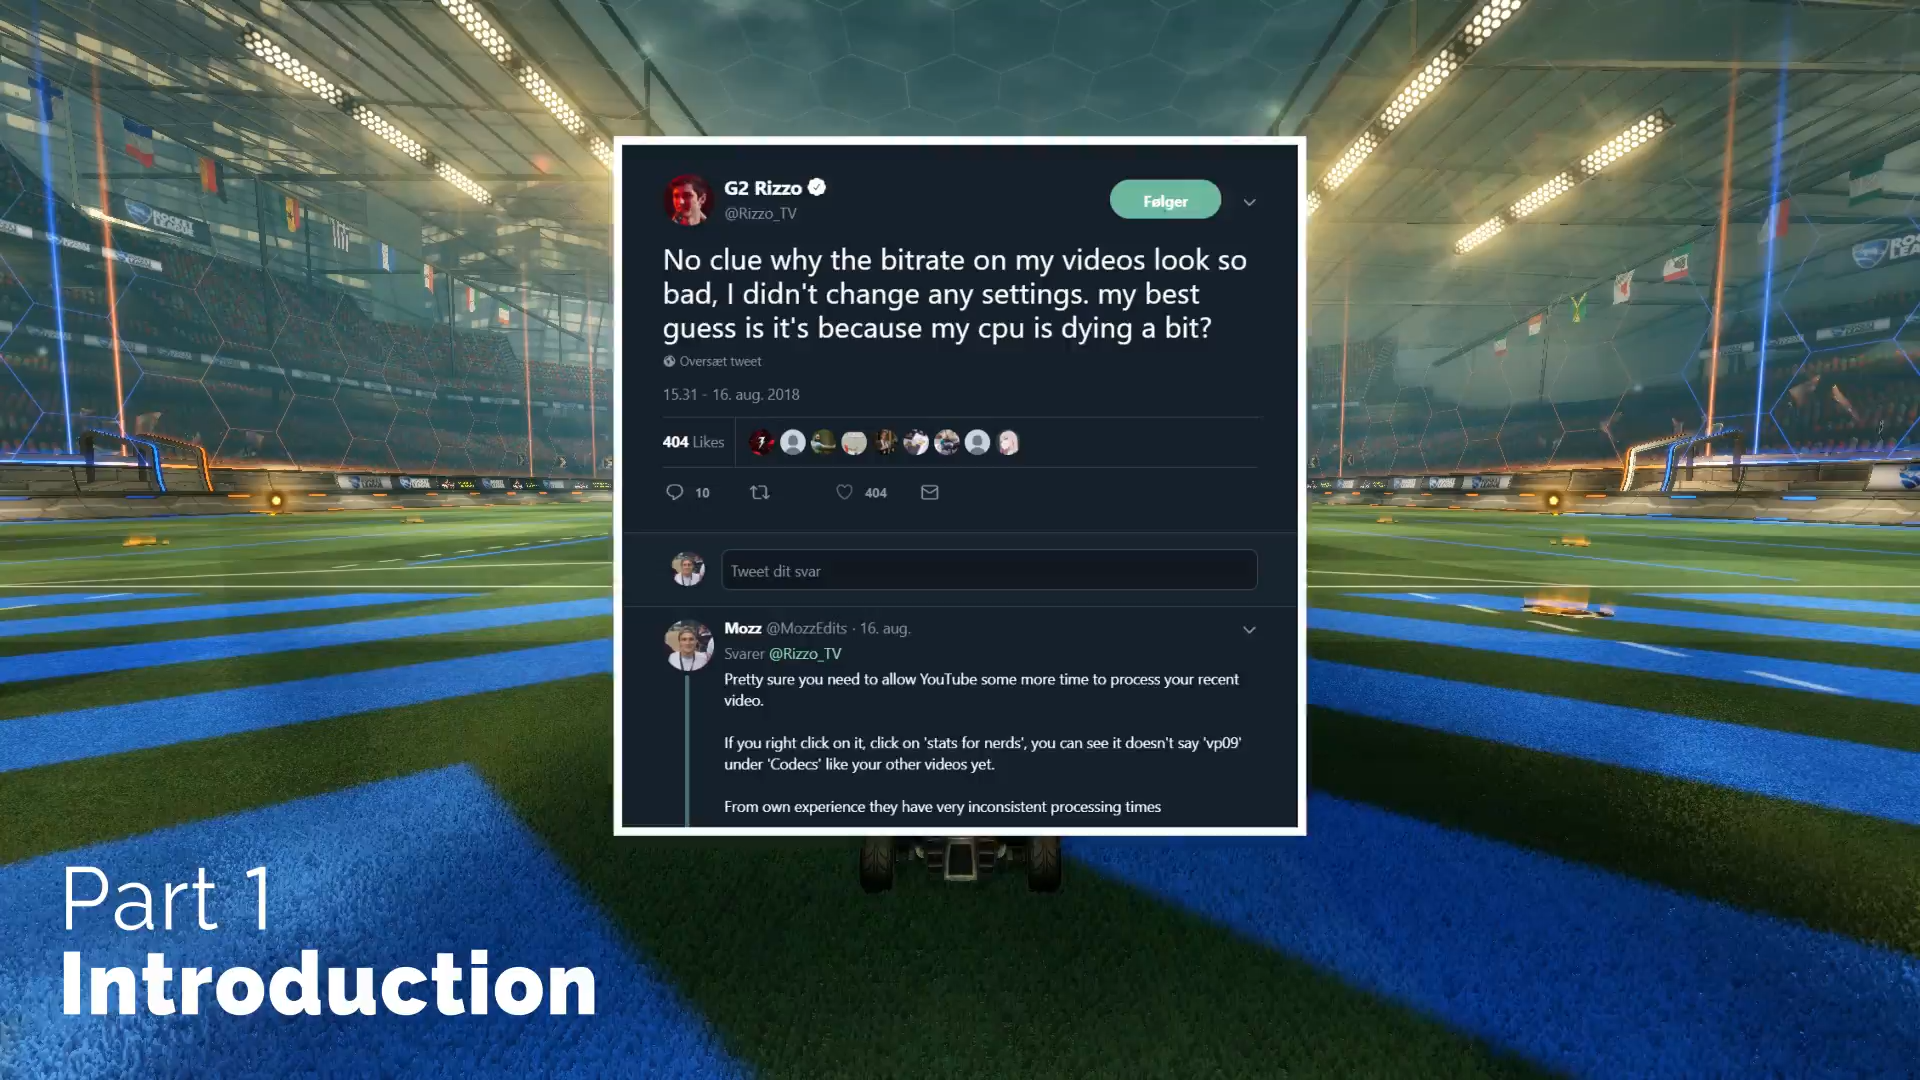 G2 Rizzo
@Rizzo_TV
Følger
No clue why the bitrate on my videos look so
bad, I didn't change any settings. my best
guess is it's because my cpu is dying a bit?
Oversæt tweet
15.31 - 16. aug. 2018
404 Likes
10
404
Tweet dit svar
Mozz @MozzEdits · 16. aug.
Svarer @Rizzo_TV
Pretty sure you need to allow YouTube some more time to process your recent
video.
If you right click on it, click on 'stats for nerds', you can see it doesn't say 'vp09'
under 'Codecs' like your other videos yet.
From own experience they have very inconsistent processing times
Part 1
Introduction
ROCKET
LEAGUE